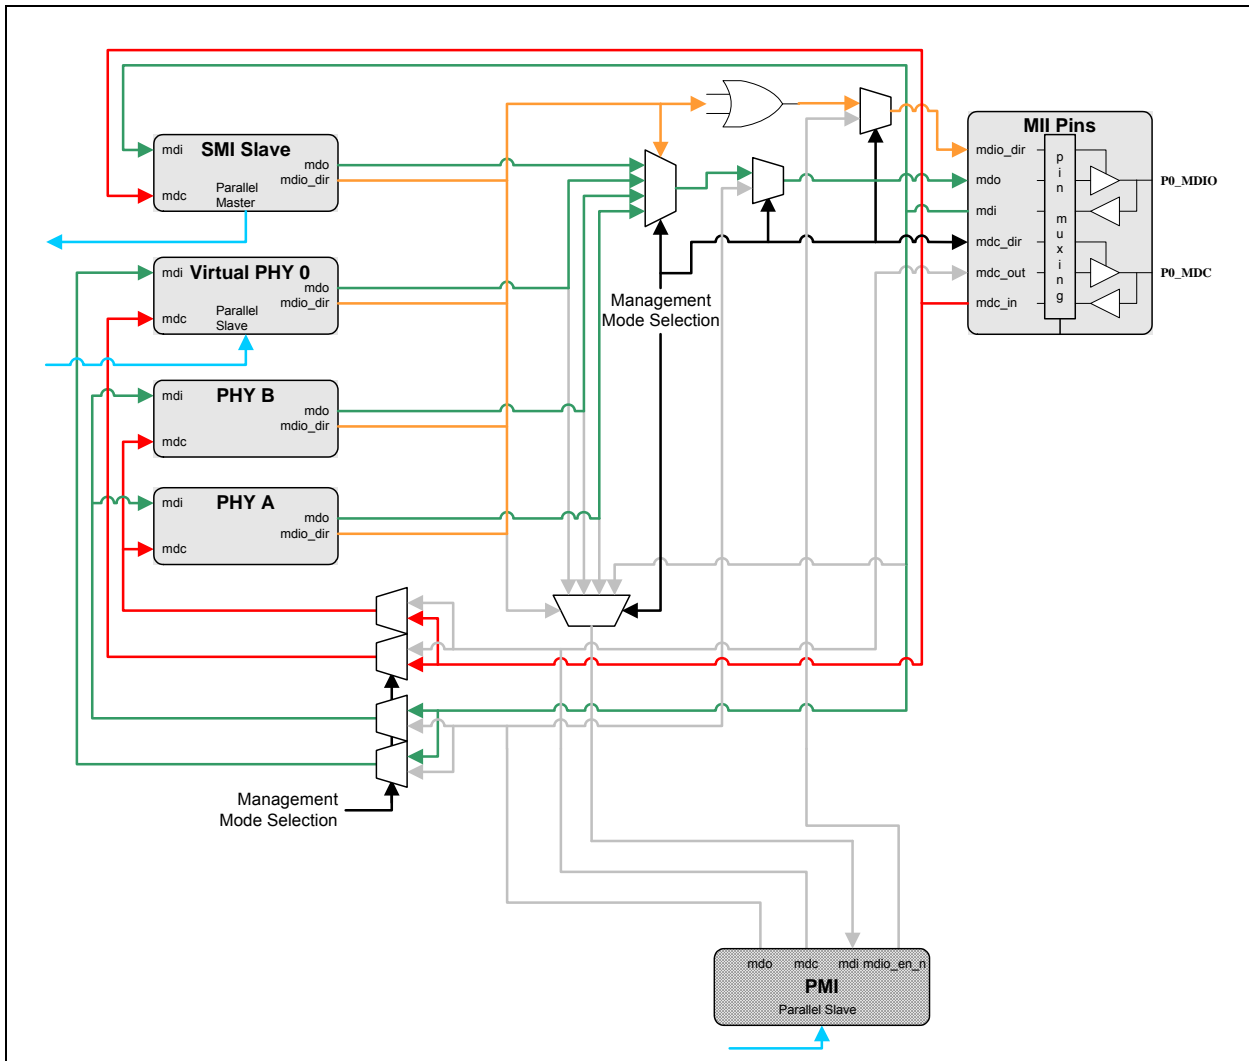 SMI Slave
mdi
mdc
mdo
mdio_dir
Parallel
Master
Virtual PHY 0
mdi
mdc
mdo
mdio_dir
Parallel
Slave
PHY B
mdi
mdc
mdo
mdio_dir
PHY A
mdi
mdc
mdo
mdio_dir
Management
Mode Selection
MII Pins
mdio_dir
mdo
mdi
mdc_dir
mdc_out
mdc_in
p
i
n
m
u
x
i
n
g
P0_MDIO
P0_MDC
Management
Mode Selection
mdo mdc mdi mdio_en_n
PMI
Parallel Slave